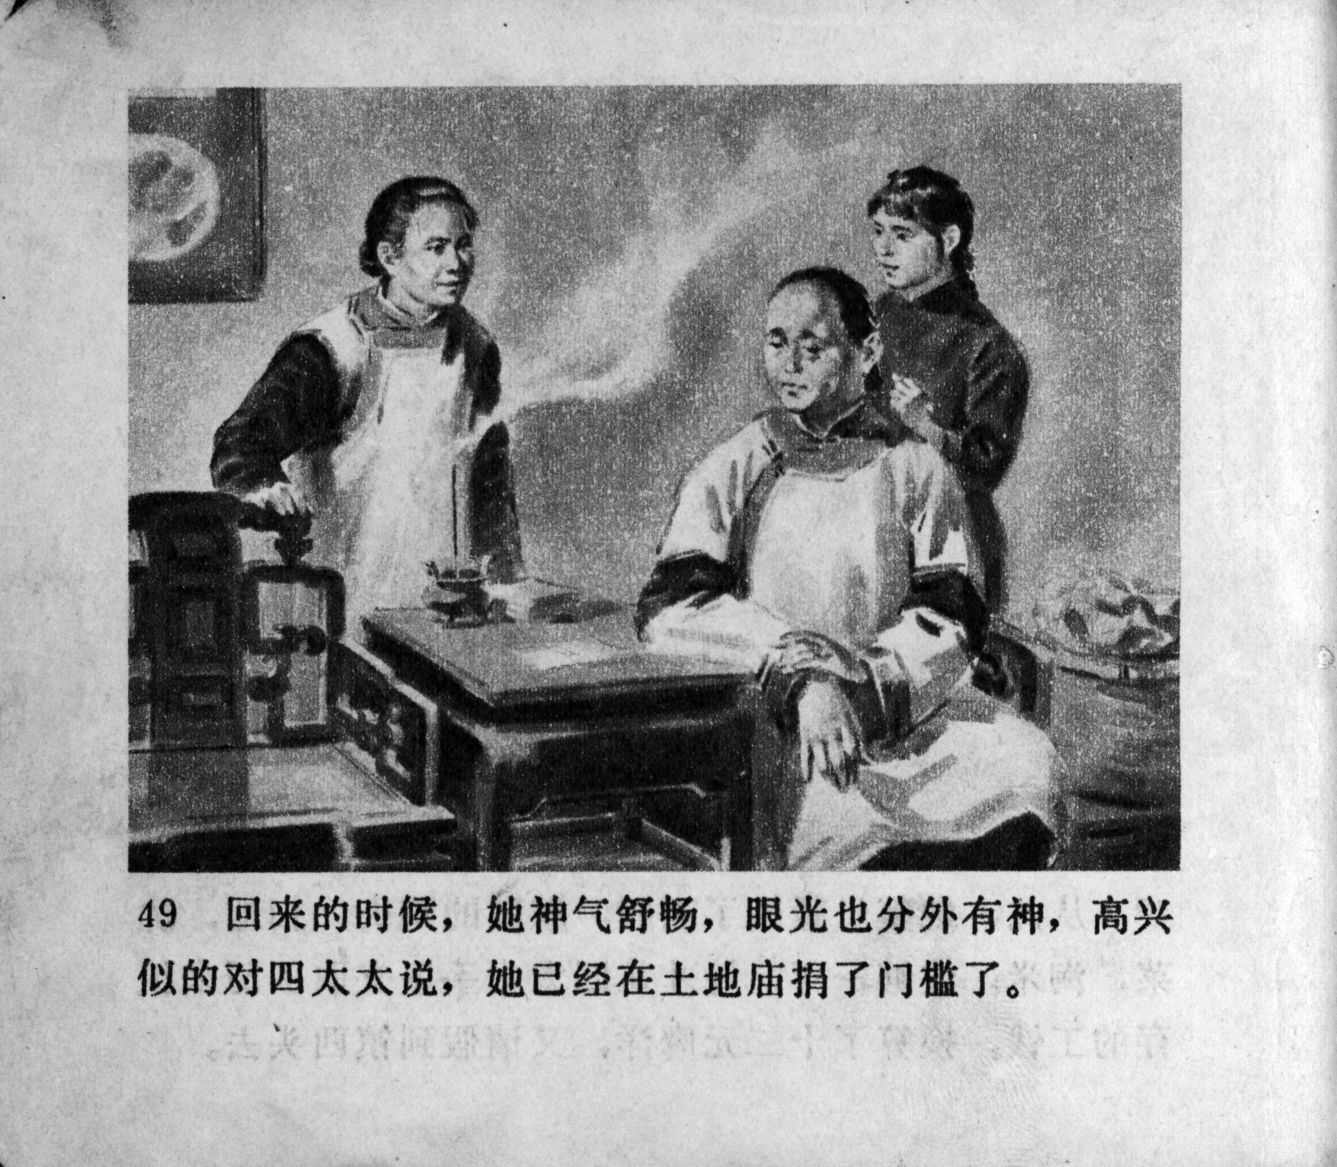 49 回来的时候，她神气舒畅，眼光也分外有神，高兴
似的对四太太说，她已经在土地庙捐了门槛了。